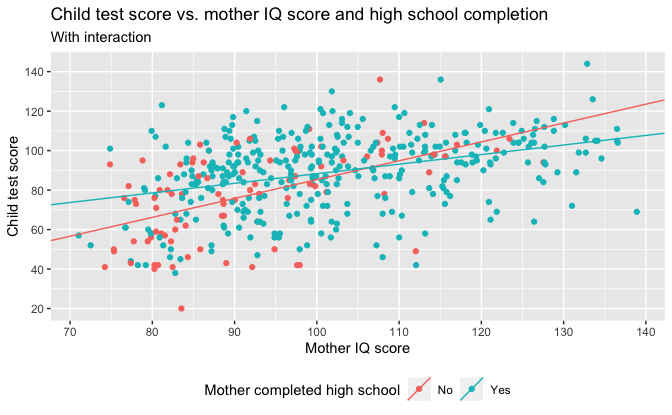 Child test score vs. mother IQ score and high school completion
With interaction
Child test score
140
120
100
80
60
40
20
70 80 90 100 110 120 130 140
Mother IQ score
Mother completed high school No Yes